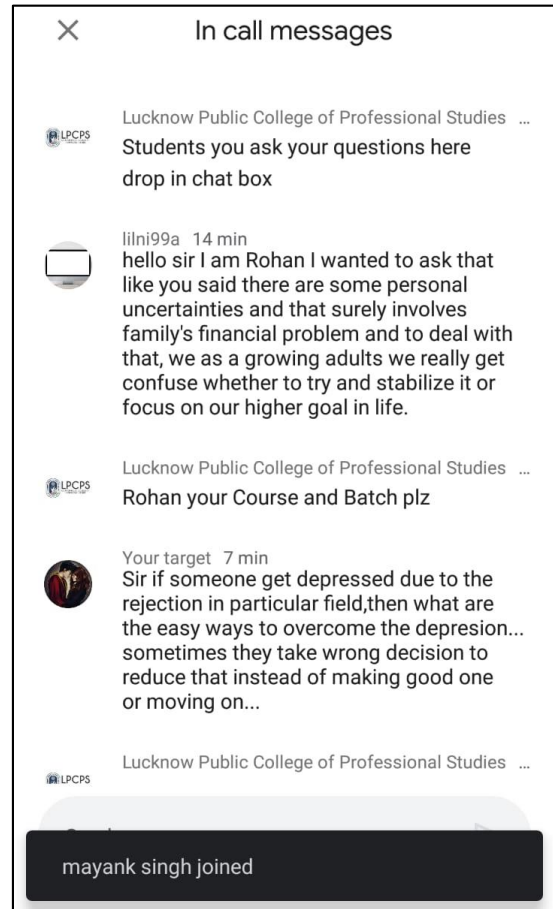 In call messages
Lucknow Public College of Professional Studies ...
LPCPS
Students you ask your questions here
drop in chat box
lilni99a 14 min
hello sir I am Rohan I wanted to ask that
like you said there are some personal
uncertainties and that surely involves
family's financial problem and to deal with
that, we as a growing adults we really get
confuse whether to try and stabilize it or
focus on our higher goal in life.
Lucknow Public College of Professional Studies ...
LPCPS
Rohan your Course and Batch plz
Your target 7 min
Sir if someone get depressed due to the
rejection in particular field,then what are
the easy ways to overcome the depresion...
sometimes they take wrong decision to
reduce that instead of making good one
or moving on...
Lucknow Public College of Professional Studies ...
LPCPS
mayank singh joined